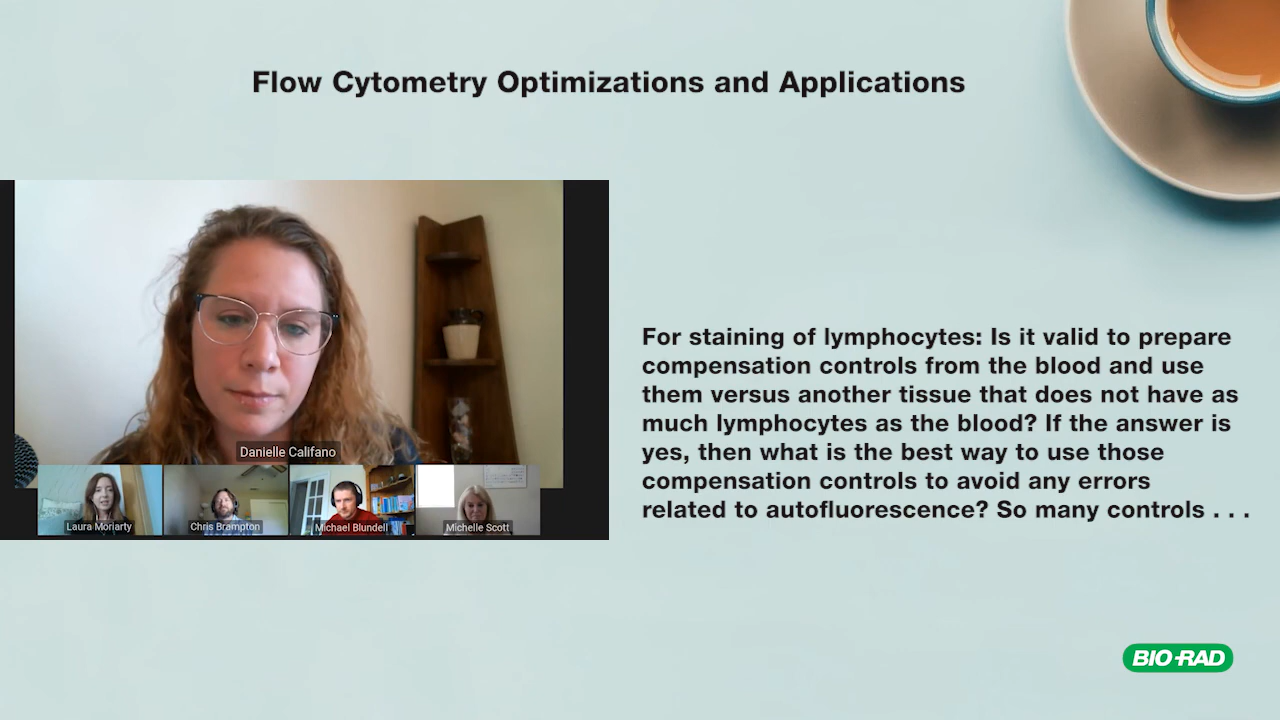 Flow Cytometry Optimizations and Applications
Danielle Califano
Laura Moriarty
Chris Brampton
Michael Blundell
Michelle Scott
For staining of lymphocytes: Is it valid to prepare
compensation controls from the blood and use
them versus another tissue that does not have as
much lymphocytes as the blood? If the answer is
yes, then what is the best way to use those
compensation controls to avoid any errors
related to autofluorescence? So many controls . . .
BIO-RAD